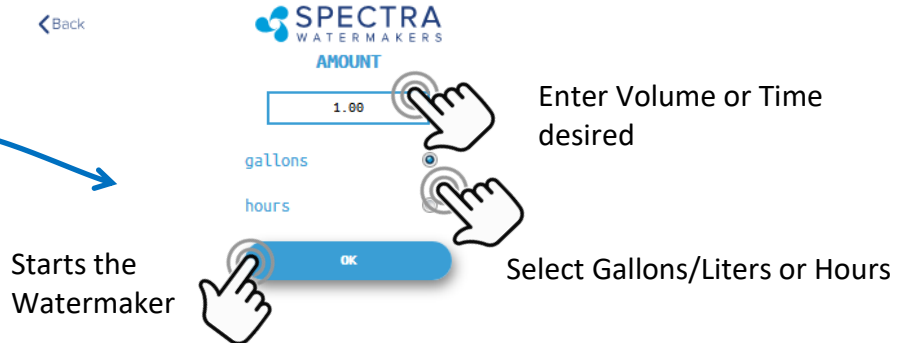 Back
SPECTRA
WATERMAKERS
AMOUNT
1.00
Enter Volume or Time
desired
gallons
hours
OK
Starts the
Watermaker
Select Gallons/Liters or Hours